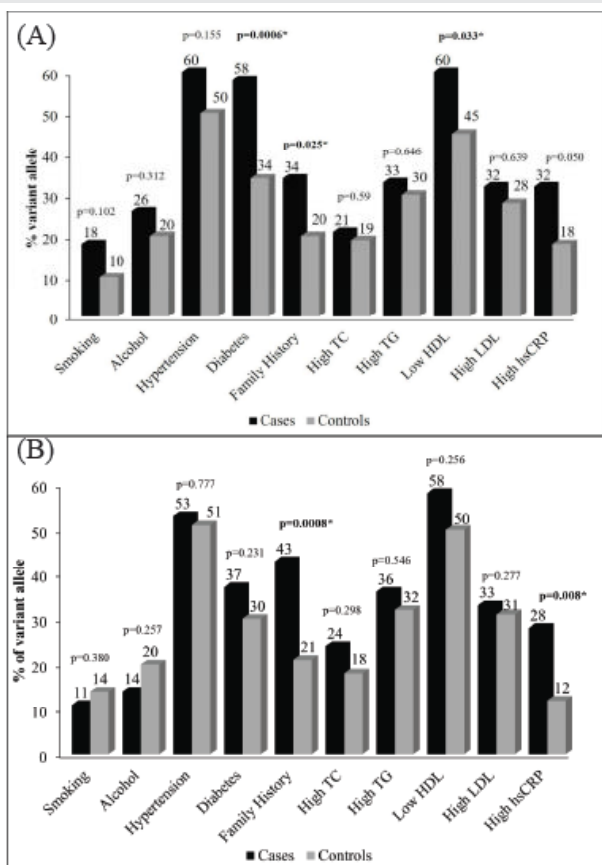 (A)
p=0.155
p=0.0006*
p=0.033*
60
58
60
50
45
p=0.025*
p=0.646
p=0.639
p=0.050
p=0.312
p=0.59
p=0.102
34
34
33
30
32
28
32
26
20
20
21
19
18
10
18
% variant allele
60
50
40
30
20
10
0
Smoking
Alcohol
Hypertension
Diabetes
Family History
High TC
High TG
Low HDL
High LDL
High hsCRP
Cases Controls
(B)
p=0.256
p=0.777
58
53
51
50
p=0.0008*
p=0.546
p=0.277
p=0.008*
p=0.231
p=0.298
p=0.257
p=0.380
43
37
30
36
32
33
31
28
24
21
18
20
14
14
11
12
% of variant allele
60
50
40
30
20
10
0
Smoking
Alcohol
Hypertension
Diabetes
Family History
High TC
High TG
Low HDL
High LDL
High hsCRP
Cases Controls